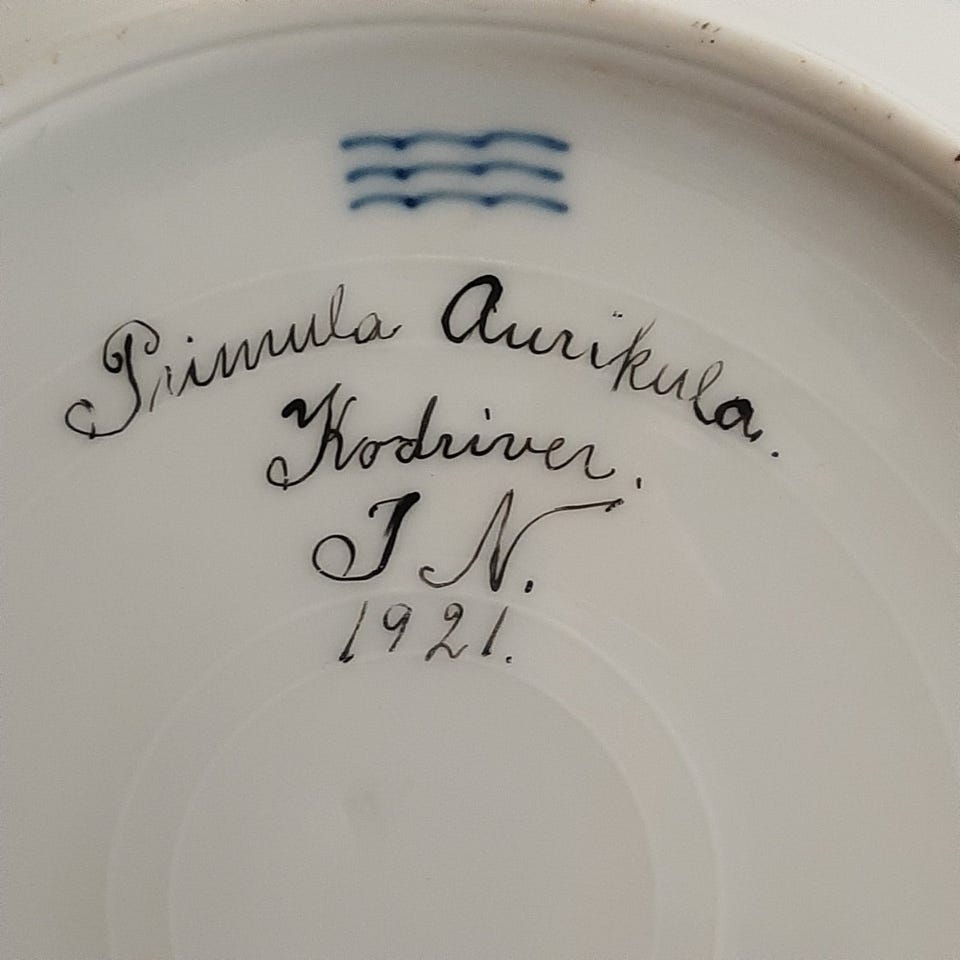 Primula Aurikula.
Kodriver.
J N.
1921.